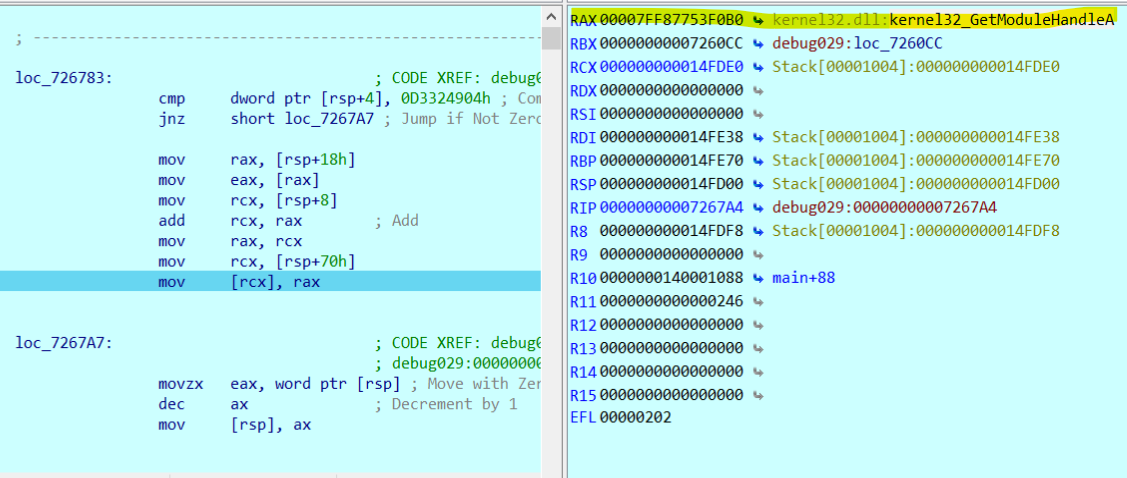 ; ---------------------------------------------------------
loc_726783: ; CODE XREF: debug0
cmp dword ptr [rsp+4], 0D3324904h ; Com
jnz short loc_7267A7 ; Jump if Not Zero
mov rax, [rsp+18h]
mov eax, [rax]
mov rcx, [rsp+8]
add rcx, rax ; Add
mov rax, rcx
mov rcx, [rsp+70h]
mov [rcx], rax
loc_7267A7: ; CODE XREF: debug0
; debug029:00000000
movzx eax, word ptr [rsp] ; Move with Zer
dec ax ; Decrement by 1
mov [rsp], ax
RAX 00007FF87753F0B0 kernel32.dll:kernel32_GetModuleHandleA
RBX 00000000007260CC debug029:loc_7260CC
RCX 000000000014FDE0 Stack[00001004]:000000000014FDE0
RDX 0000000000000000
RSI 0000000000000000
RDI 000000000014FE38 Stack[00001004]:000000000014FE38
RBP 000000000014FE70 Stack[00001004]:000000000014FE70
RSP 000000000014FD00 Stack[00001004]:000000000014FD00
RIP 00000000007267A4 debug029:00000000007267A4
R8 000000000014FDF8 Stack[00001004]:000000000014FDF8
R9 0000000000000000
R10 0000000140001088 main+88
R11 0000000000000246
R12 0000000000000000
R13 0000000000000000
R14 0000000000000000
R15 0000000000000000
EFL 00000202